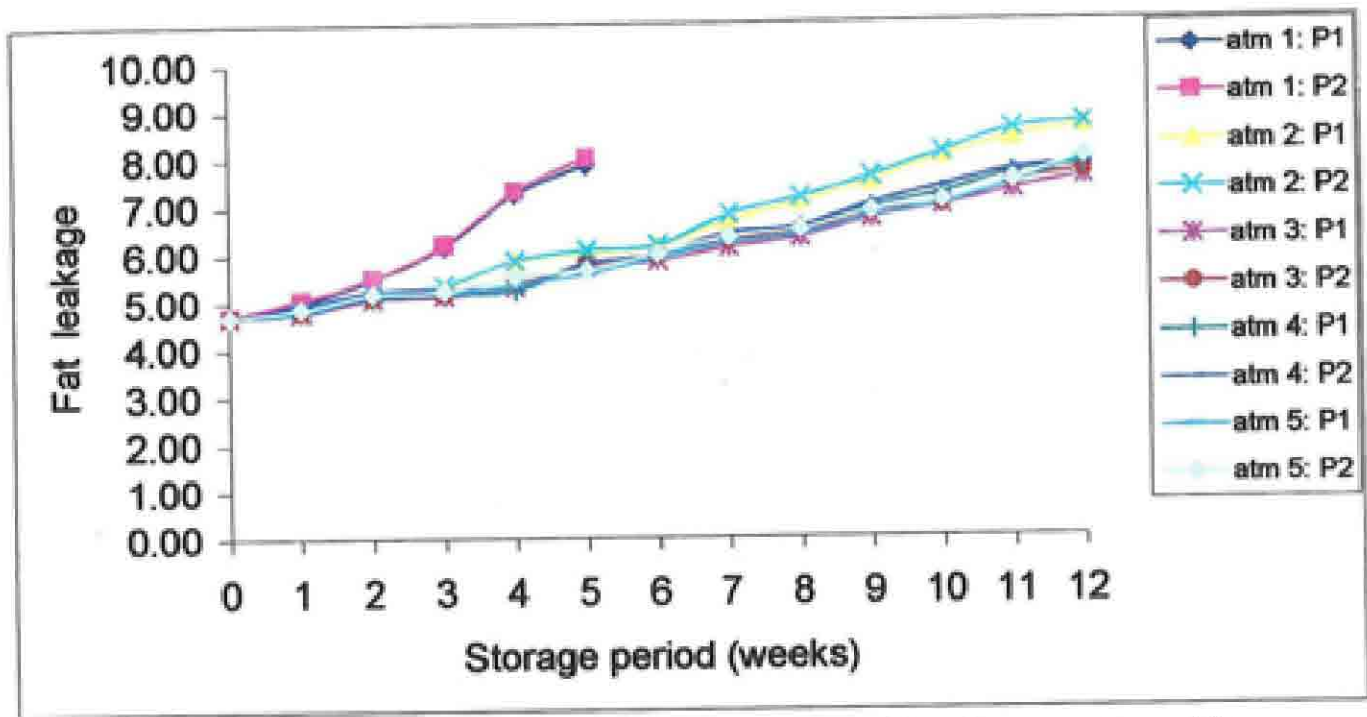 Fat leakage
10.00
9.00
8.00
7.00
6.00
5.00
4.00
3.00
2.00
1.00
0.00
0 1 2 3 4 5 6 7 8 9 10 11 12
Storage period (weeks)
atm 1: P1
atm 1: P2
atm 2: P1
atm 2: P2
atm 3: P1
atm 3: P2
atm 4: P1
atm 4: P2
atm 5: P1
atm 5: P2